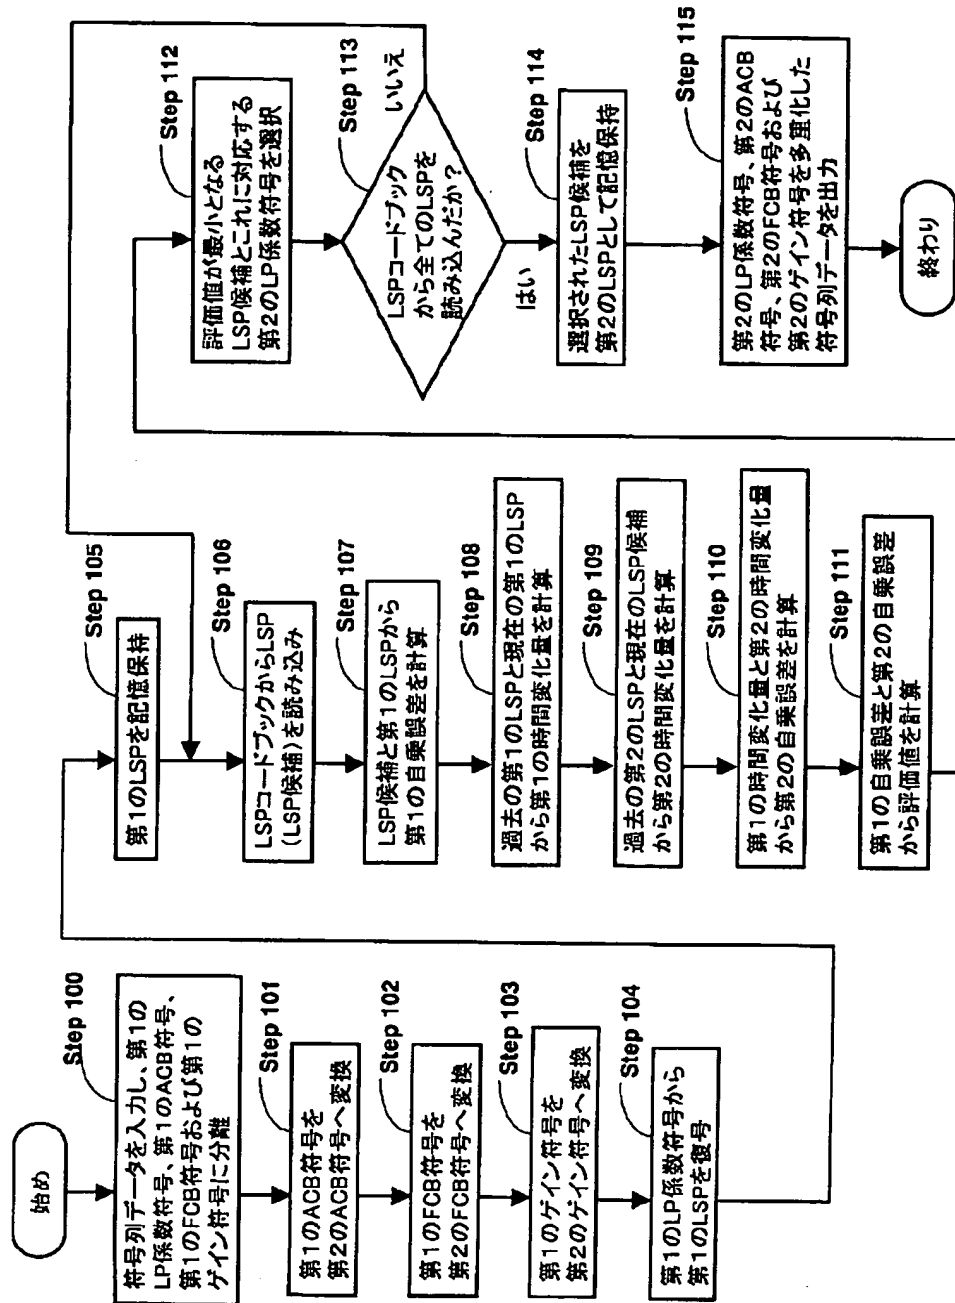 始め
Step 100
符号列データを入力し、第1の
LP係数符号、第1のACB符号、
第1のFCB符号および第1の
ゲイン符号に分離
Step 101
第1のACB符号を
第2のACB符号へ変換
Step 102
第1のFCB符号を
第2のFCB符号へ変換
Step 103
第1のゲイン符号を
第2のゲイン符号へ変換
Step 104
第1のLP係数符号から
第1のLSPを復号
Step 105
第1のLSPを記憶保持
Step 106
LSPコードブックからLSP
(LSP候補)を読み込み
Step 107
LSP候補と第1のLSPから
第1の自乗誤差を計算
Step 108
過去の第1のLSPと現在の第1のLSP
から第1の時間変化量を計算
Step 109
過去の第2のLSPと現在のLSP候補
から第2の時間変化量を計算
Step 110
第1の時間変化量と第2の時間変化量
から第2の自乗誤差を計算
Step 111
第1の自乗誤差と第2の自乗誤差
から評価値を計算
Step 112
評価値が最小となる
LSP候補とこれに対応する
第2のLP係数符号を選択
Step 113
LSPコードブック
から全てのLSPを
読み込んだか?
いいえ
はい
Step 114
選択されたLSP候補を
第2のLSPとして記憶保持
Step 115
第2のLP係数符号、第2のACB
符号、第2のFCB符号および
第2のゲイン符号を多重化した
符号列データを出力
終わり